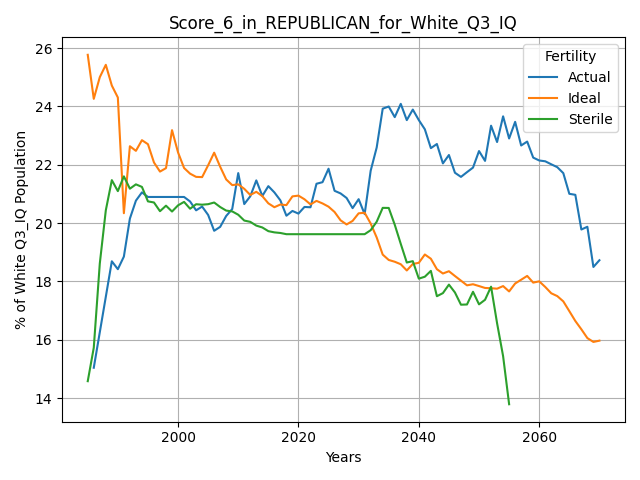 Score_6_in_REPUBLICAN_for_White_Q3_IQ
Fertility
Actual
Ideal
Sterile
% of White Q3_IQ Population
26
24
22
20
18
16
14
2000
2020
2040
2060
Years